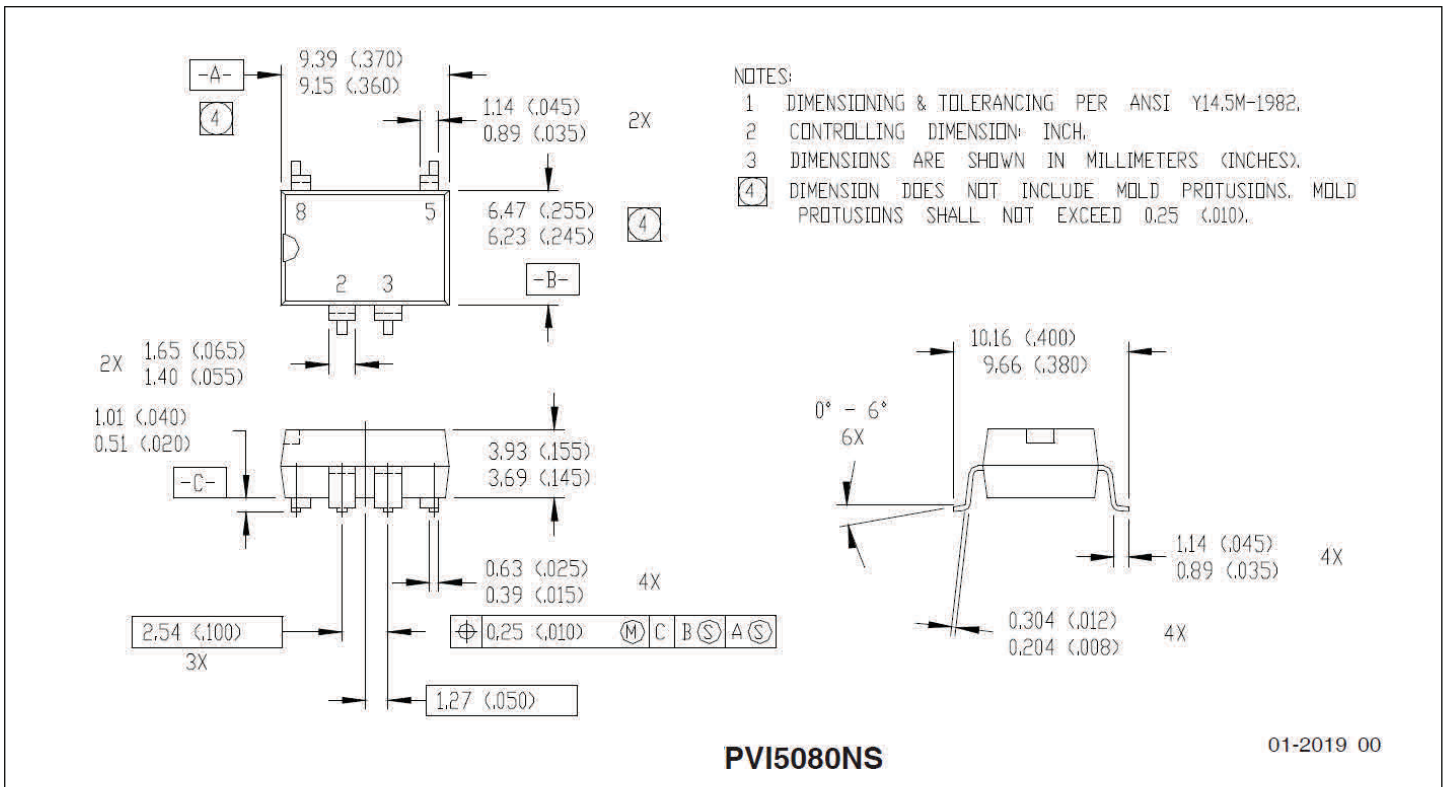 -A-
4
9.39 (.370)
9.15 (.360)
1.14 (.045)
0.89 (.035)
2X
8
5
2
3
6.47 (.255)
6.23 (.245)
4
-B-
NOTES:
1 DIMENSIONING & TOLERANCING PER ANSI Y14.5M-1982.
2 CONTROLLING DIMENSION: INCH.
3 DIMENSIONS ARE SHOWN IN MILLIMETERS (INCHES).
4 DIMENSION DOES NOT INCLUDE MOLD PROTUSIONS. MOLD
PROTUSIONS SHALL NOT EXCEED 0.25 (.010).
2X
1.65 (.065)
1.40 (.055)
1.01 (.040)
0.51 (.020)
-C-
3.93 (.155)
3.69 (.145)
0.63 (.025)
0.39 (.015)
4X
2.54 (.100)
3X
⌖ 0.25 (.010) Ⓜ C B Ⓢ A Ⓢ
1.27 (.050)
10.16 (.400)
9.66 (.380)
0° - 6°
6X
1.14 (.045)
0.89 (.035)
4X
0.304 (.012)
0.204 (.008)
4X
PVI5080NS
01-2019 00